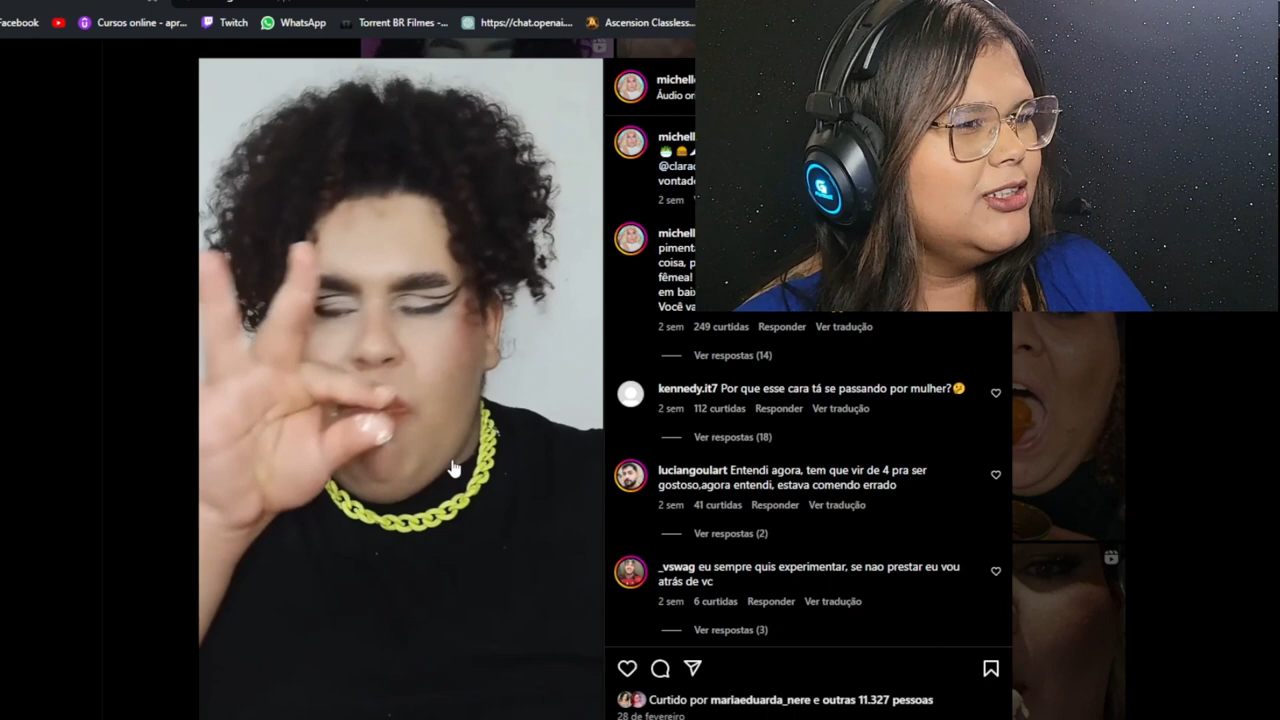 Facebook
Cursos online - apr...
Twitch
WhatsApp
Torrent BR Filmes -...
https://chat.openai....
Ascension Classless...
michell
Áudio or
michell
@clarac
vontad
2 sem
michell
piment
coisa, p
fêmea!
em baix
Você va
2 sem 249 curtidas Responder Ver tradução
Ver respostas (14)
kennedy.it7 Por que esse cara tá se passando por mulher?🫤
2 sem 112 curtidas Responder Ver tradução
Ver respostas (18)
luciangoulart Entendi agora, tem que vir de 4 pra ser
gostoso,agora entendi, estava comendo errado
2 sem 41 curtidas Responder Ver tradução
Ver respostas (2)
_vswag eu sempre quis experimentar, se nao prestar eu vou
atrás de vc
2 sem 6 curtidas Responder Ver tradução
Ver respostas (3)
Curtido por mariaeduarda_nere e outras 11.327 pessoas
28 de fevereiro